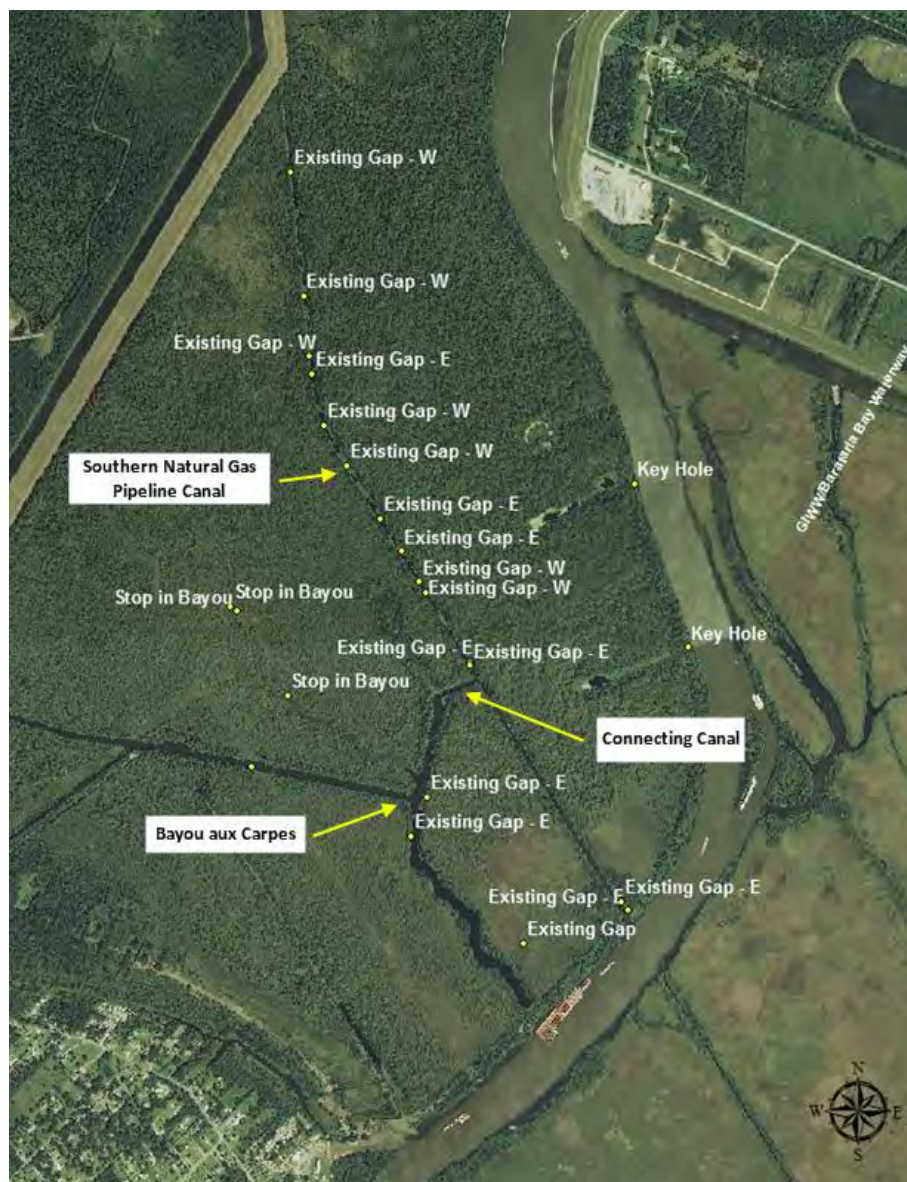 Existing Gap - W
Existing Gap - W
Existing Gap - W
Existing Gap - E
Existing Gap - W
Existing Gap - W
Southern Natural Gas
Pipeline Canal
Key Hole
GIWW/Barataria Bay Waterway
Existing Gap - E
Existing Gap - E
Existing Gap - W
Existing Gap - W
Stop in Bayou
Stop in Bayou
Key Hole
Existing Gap - E
Existing Gap - E
Stop in Bayou
Connecting Canal
Existing Gap - E
Bayou aux Carpes
Existing Gap - E
Existing Gap - E
Existing Gap - E
Existing Gap
N
W
E
S